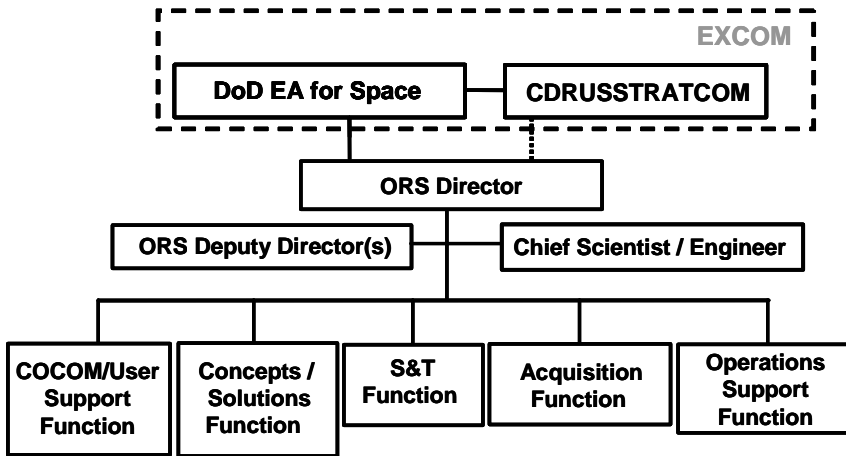 EXCOM
DoD EA for Space
CDRUSSTRATCOM
ORS Director
ORS Deputy Director(s)
Chief Scientist / Engineer
COCOM/User
Support
Function
Concepts /
Solutions
Function
S&T
Function
Acquisition
Function
Operations
Support
Function